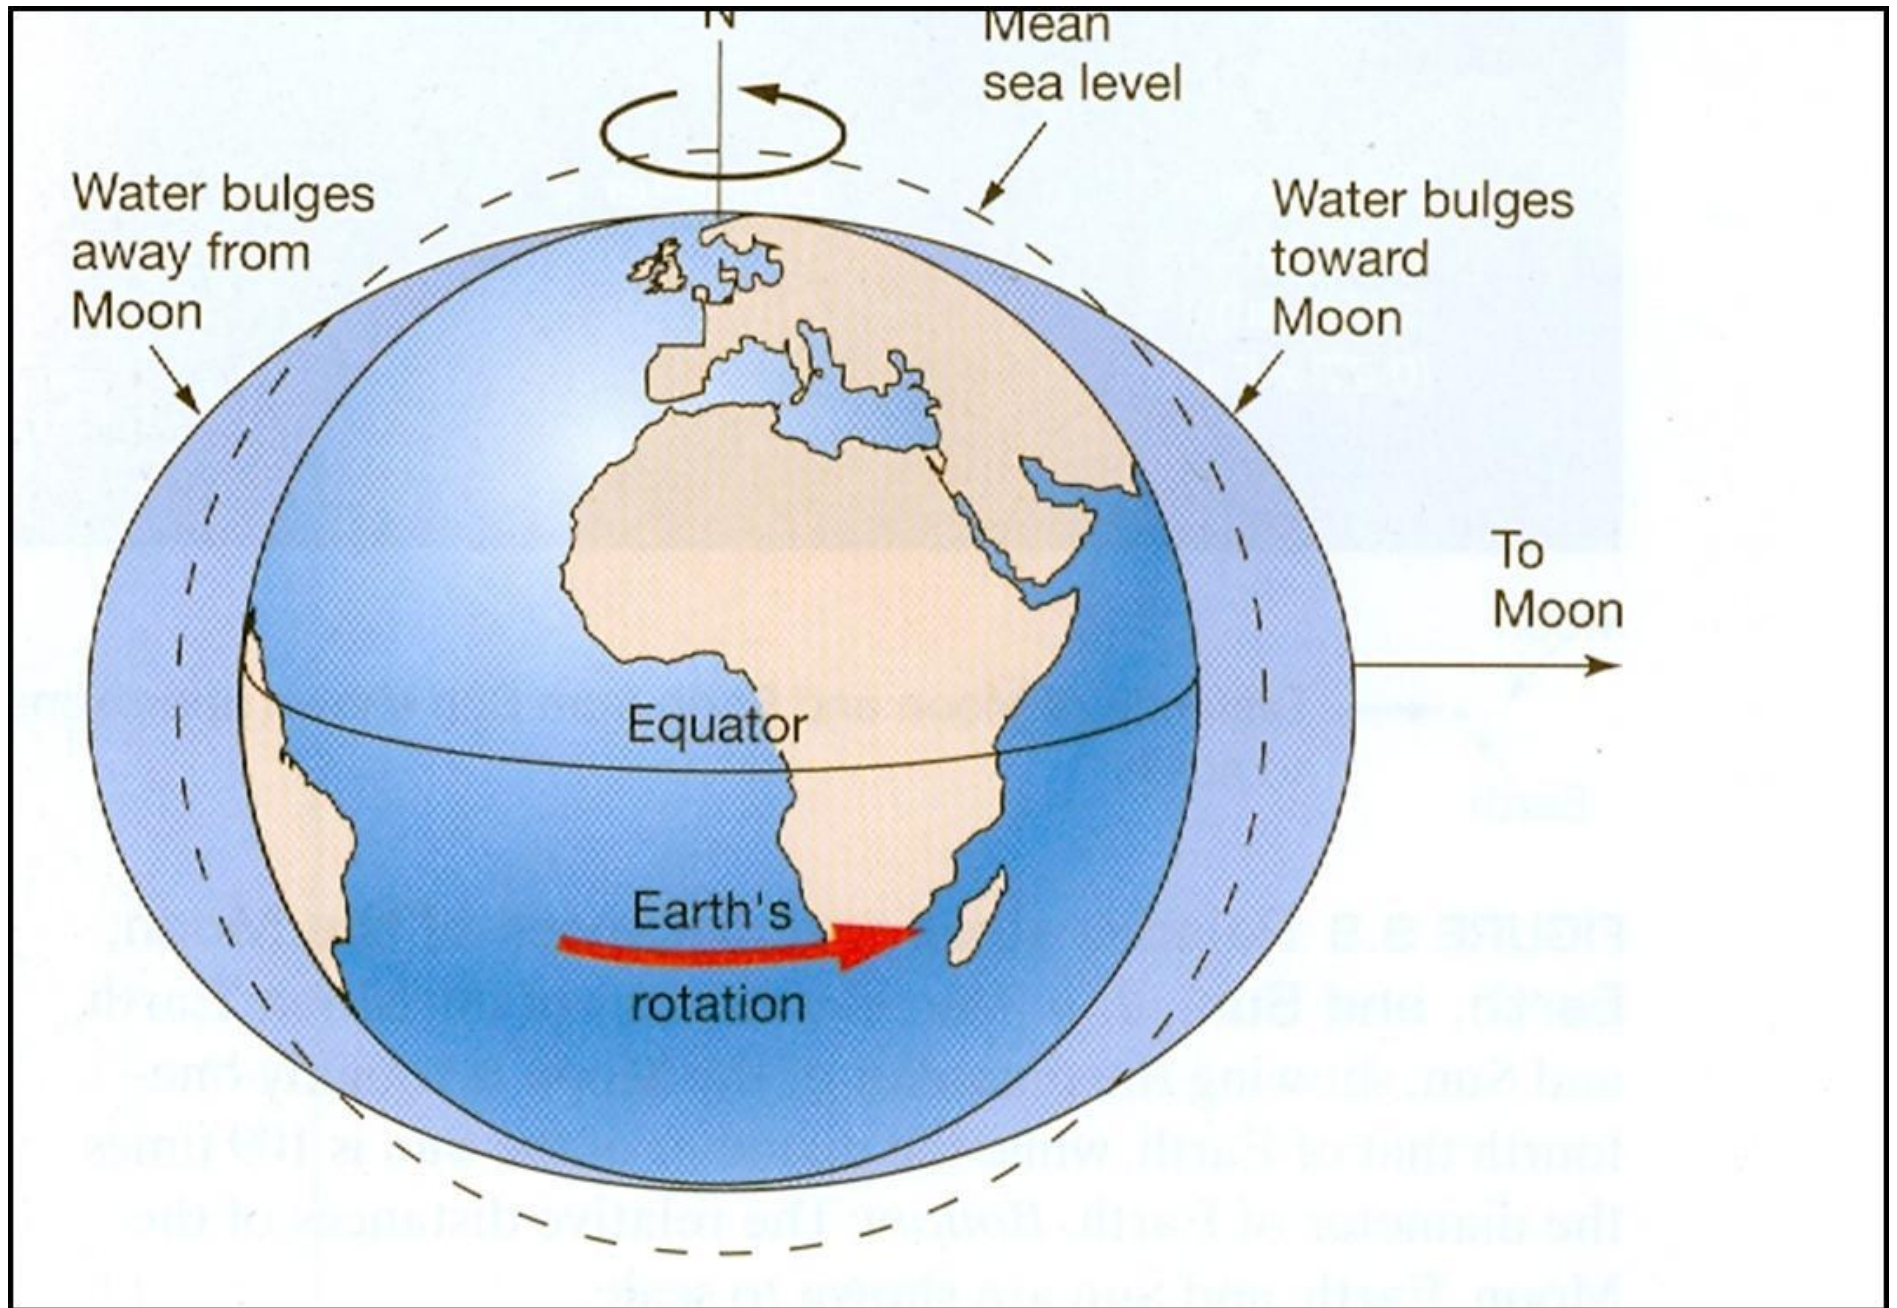 N
Mean
sea level
Water bulges
away from
Moon
Water bulges
toward
Moon
To
Moon
Equator
Earth's
rotation